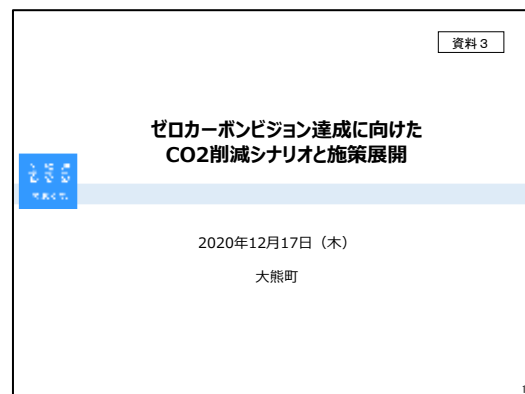 資料３
ゼロカーボンビジョン達成に向けた
CO2削減シナリオと施策展開
2020年12月17日（木）
大熊町
1